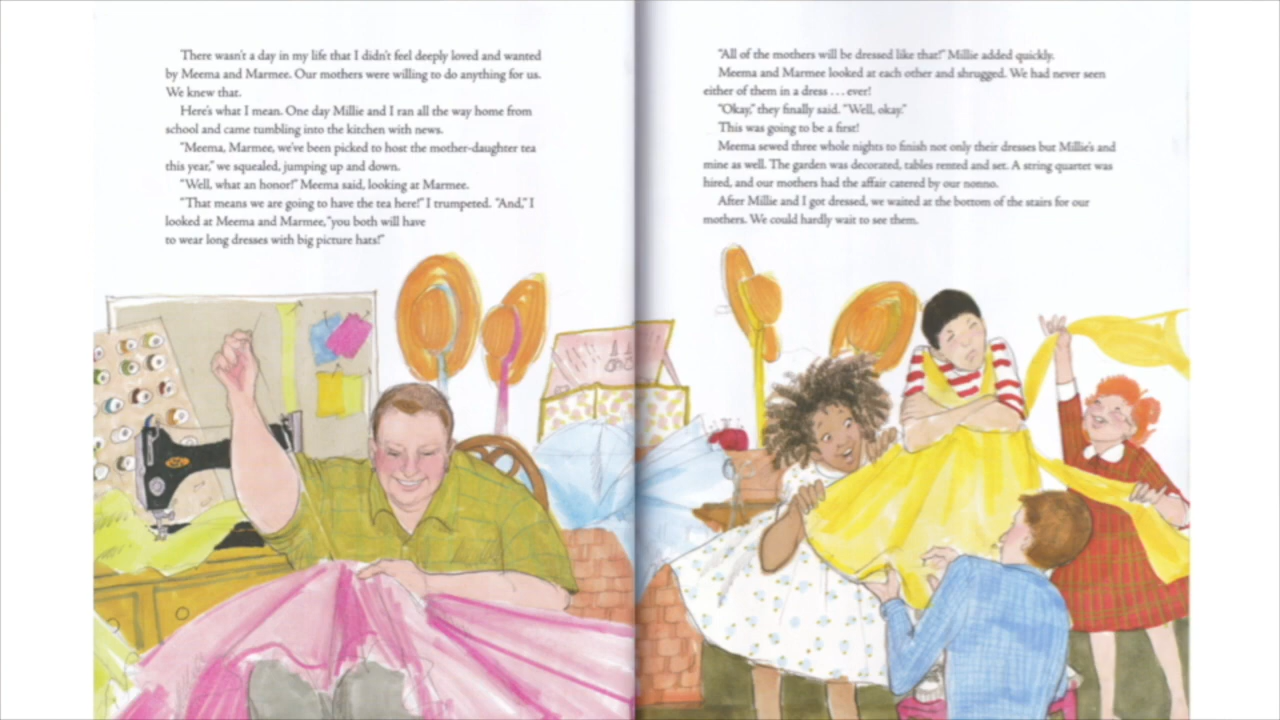 There wasn't a day in my life that I didn't feel deeply loved and wanted
by Meema and Marmee. Our mothers were willing to do anything for us.
We knew that.
Here's what I mean. One day Millie and I ran all the way home from
school and came tumbling into the kitchen with news.
"Meema, Marmee, we've been picked to host the mother-daughter tea
this year," we squealed, jumping up and down.
"Well, what an honor!" Meema said, looking at Marmee.
"That means we are going to have the tea here!" I trumpeted. "And," I
looked at Meema and Marmee, "you both will have
to wear long dresses with big picture hats!"
"All of the mothers will be dressed like that!" Millie added quickly.
Meema and Marmee looked at each other and shrugged. We had never seen
either of them in a dress . . . ever!
"Okay," they finally said. "Well, okay."
This was going to be a first!
Meema sewed three whole nights to finish not only their dresses but Millie's and
mine as well. The garden was decorated, tables rented and set. A string quartet was
hired, and our mothers had the affair catered by our nonno.
After Millie and I got dressed, we waited at the bottom of the stairs for our
mothers. We could hardly wait to see them.